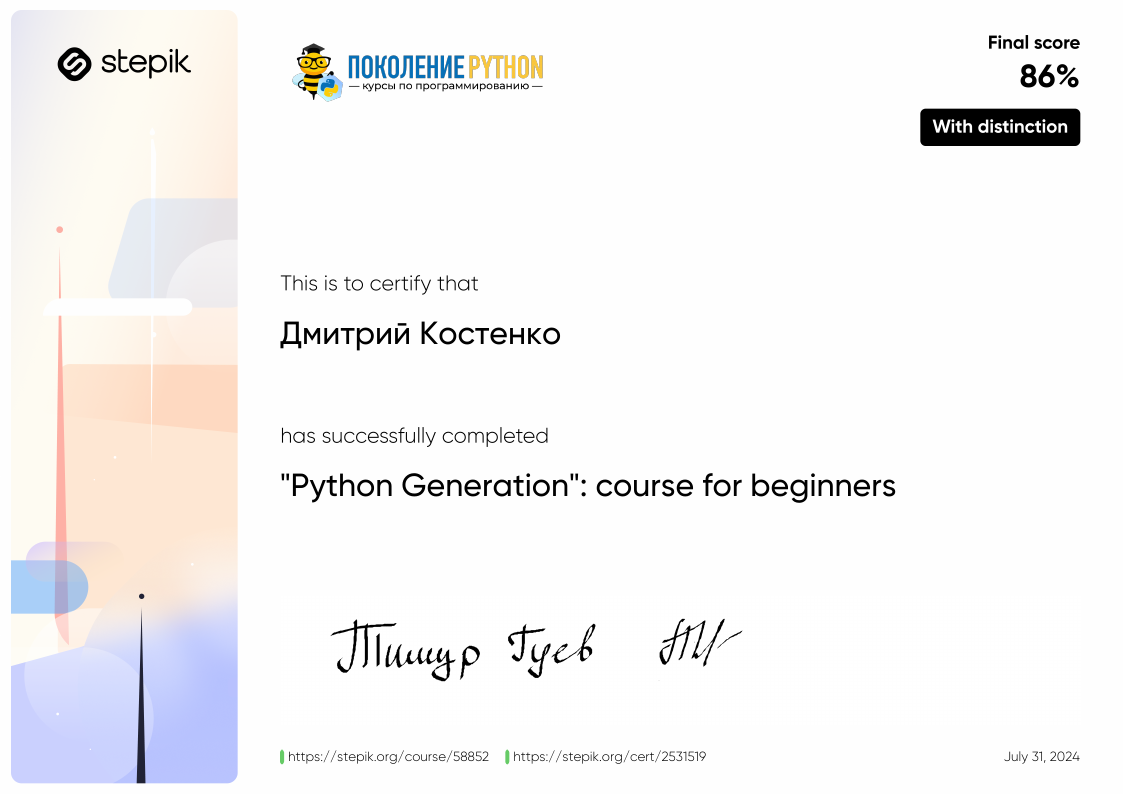 stepik
ПОКОЛЕНИЕ PYTHON
— курсы по программированию —
Final score
86%
With distinction
This is to certify that
Дмитрий Костенко
has successfully completed
"Python Generation": course for beginners
Тимур Гуев
https://stepik.org/course/58852 https://stepik.org/cert/2531519 July 31, 2024